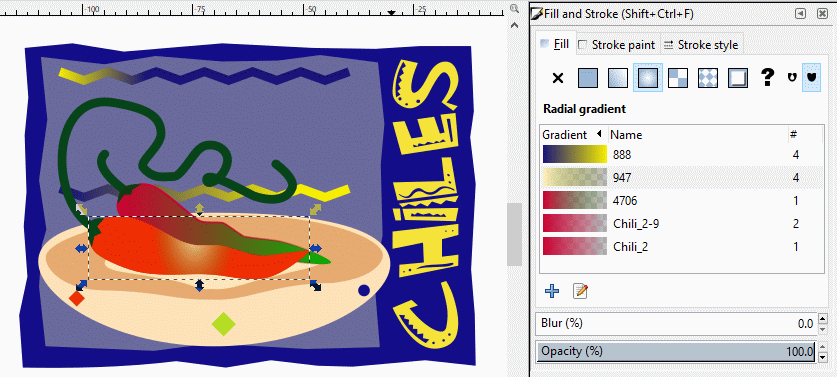 -100
-75
-50
-25
CHILES
Fill and Stroke (Shift+Ctrl+F)
Fill
Stroke paint
Stroke style
?
Radial gradient
Gradient Name #
888 4
947 4
4706 1
Chili_2-9 2
Chili_2 1
Blur (%) 0.0
Opacity (%) 100.0